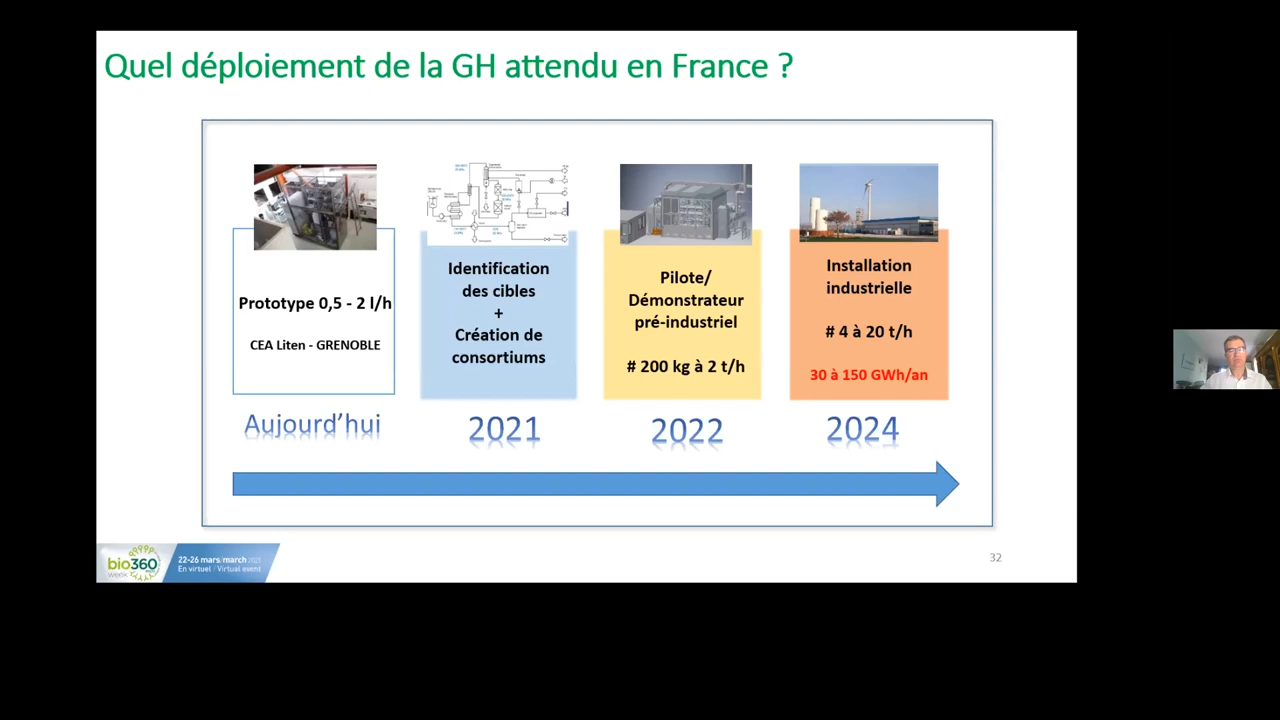 Quel déploiement de la GH attendu en France ?
Prototype 0,5 - 2 l/h
CEA Liten - GRENOBLE
Aujourd'hui
Identification
des cibles
+
Création de
consortiums
2021
Pilote/
Démonstrateur
pré-industriel
# 200 kg à 2 t/h
2022
Installation
industrielle
# 4 à 20 t/h
30 à 150 GWh/an
2024
bio360
week
22-26 mars/march 2021
En virtuel / Virtual event
32